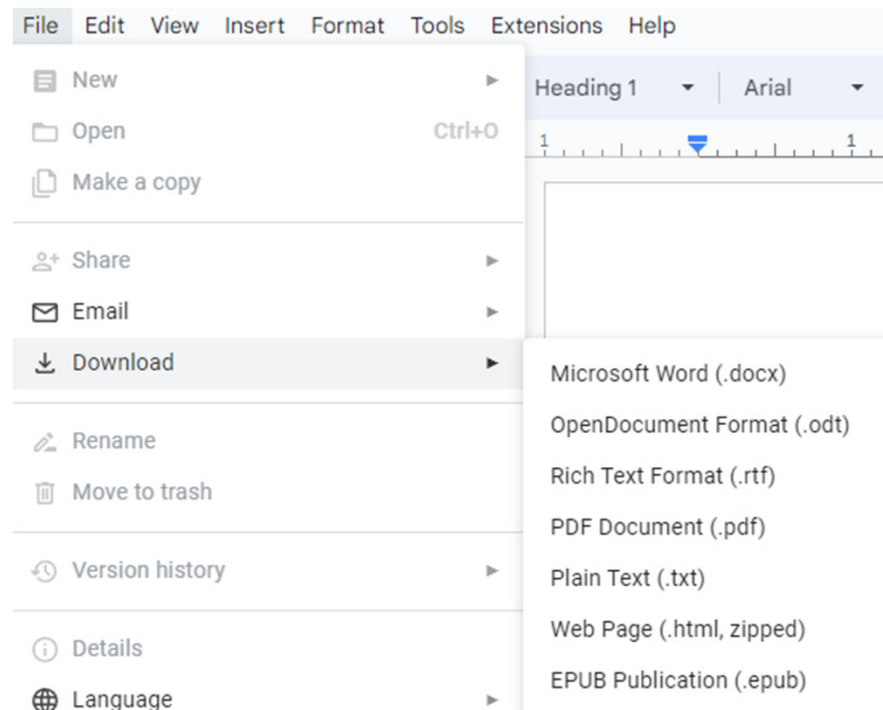 File Edit View Insert Format Tools Extensions Help
New
Open Ctrl+O
Make a copy
Share
Email
Download
Rename
Move to trash
Version history
Details
Language
Heading 1 Arial
1 1
Microsoft Word (.docx)
OpenDocument Format (.odt)
Rich Text Format (.rtf)
PDF Document (.pdf)
Plain Text (.txt)
Web Page (.html, zipped)
EPUB Publication (.epub)